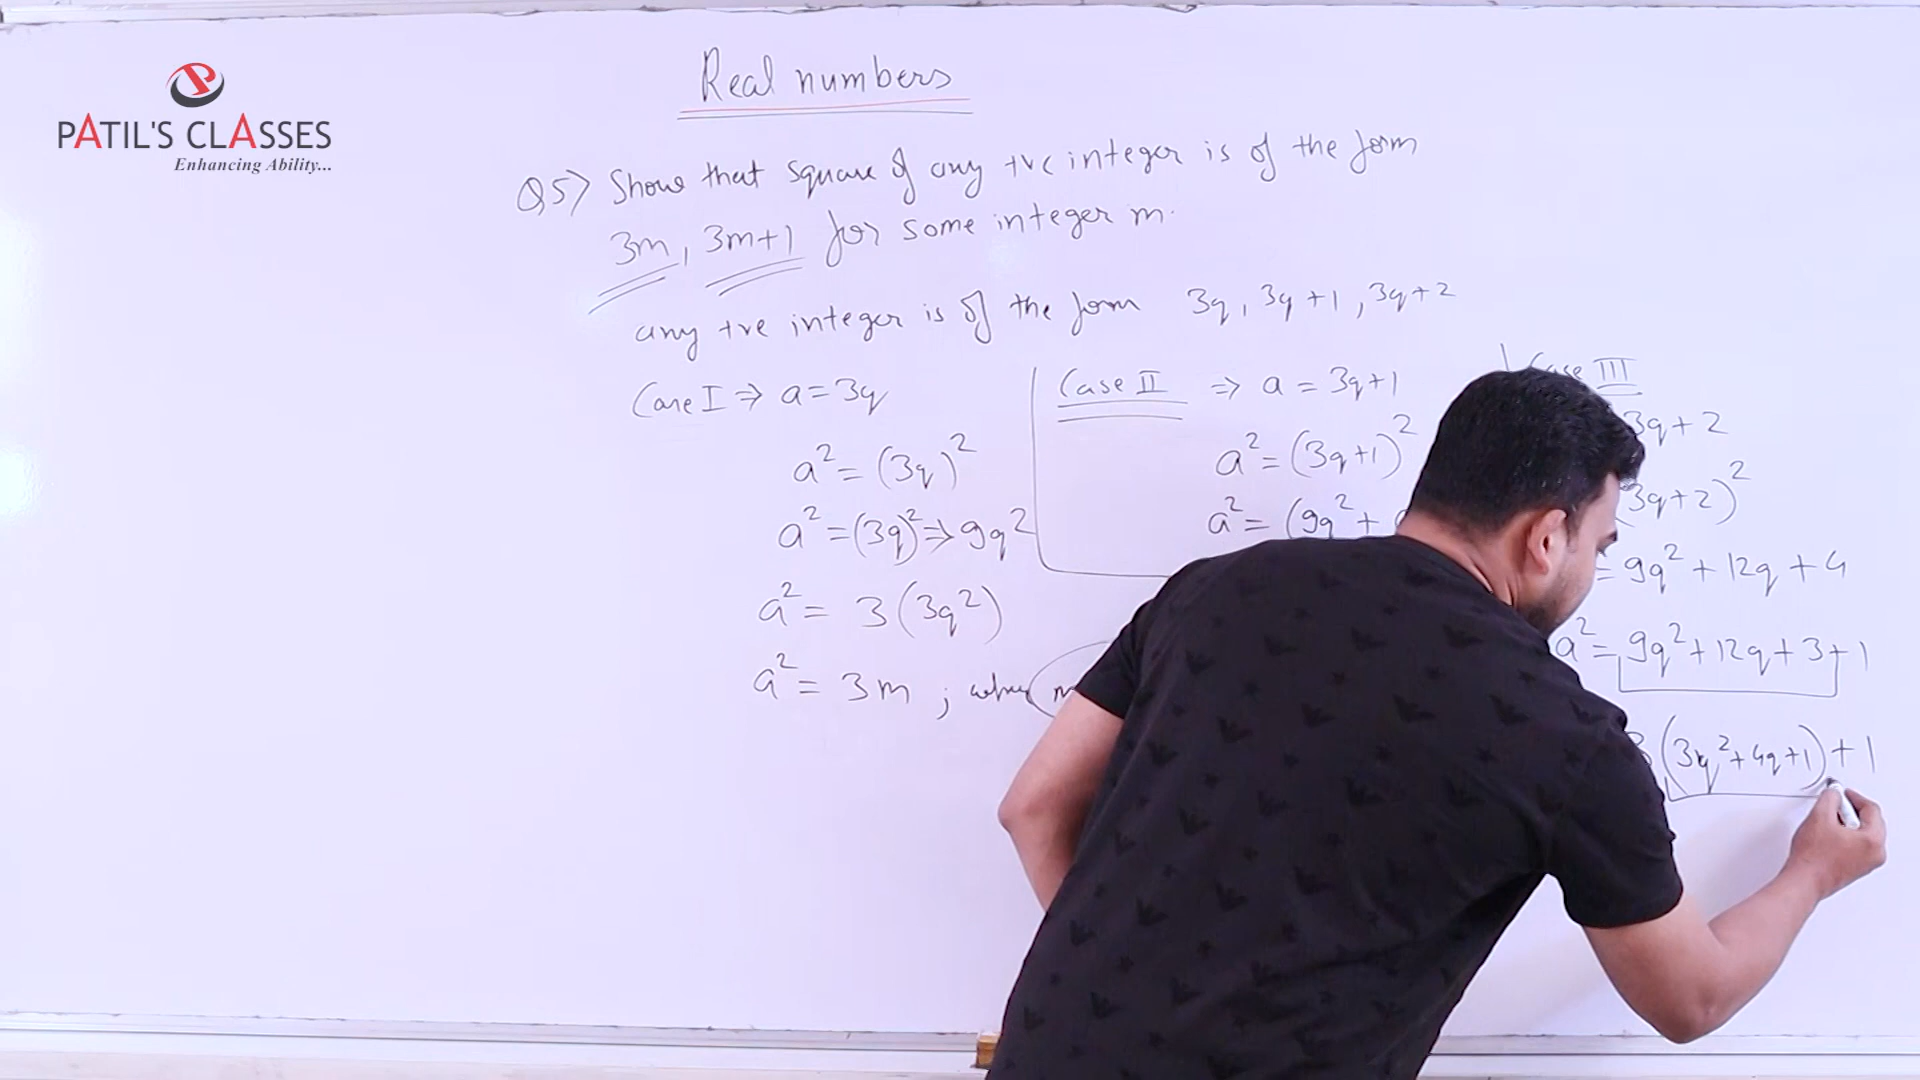 PATIL'S CLASSES
Enhancing Ability...
Real numbers
Q5) Show that square of any +ve integer is of the form
3m, 3m+1 for some integer m.
any +ve integer is of the form 3q, 3q+1, 3q+2
Case I ⇒ a = 3q
a² = (3q)²
a² = (3q)² ⇒ 9q²
a² = 3(3q²)
a² = 3m ; where m
Case II ⇒ a = 3q+1
a² = (3q+1)²
a² = (9q² +
Case III
3q+2
(3q+2)²
= 9q² + 12q + 4
a² = 9q² + 12q + 3 + 1
3(3q² + 4q + 1) + 1